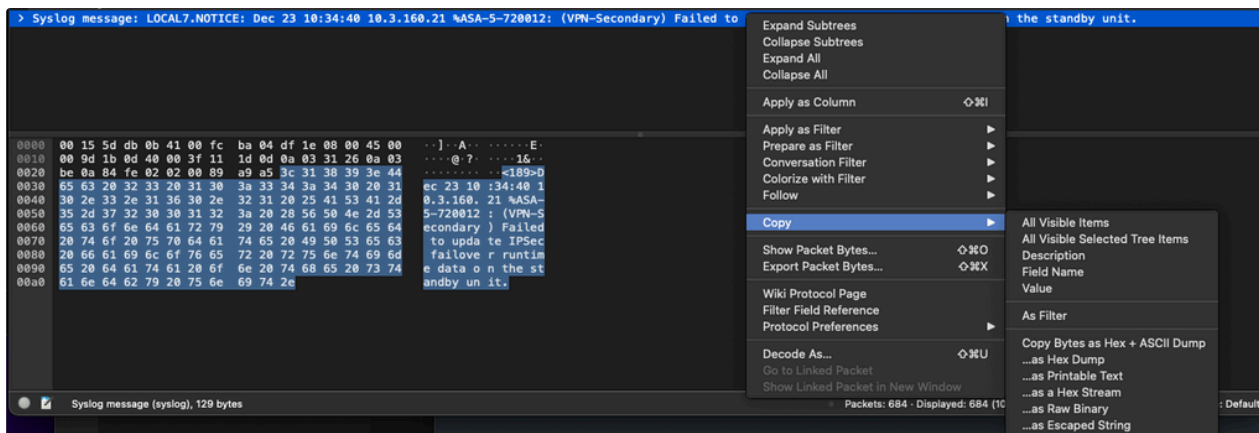 > Syslog message: LOCAL7.NOTICE: Dec 23 10:34:40 10.3.160.21 %ASA-5-720012: (VPN-Secondary) Failed to
the standby unit.
Expand Subtrees
Collapse Subtrees
Expand All
Collapse All
Apply as Column ⇧⌘I
Apply as Filter ▶
Prepare as Filter ▶
Conversation Filter ▶
Colorize with Filter ▶
Follow ▶
Copy ▶
Show Packet Bytes... ⇧⌘O
Export Packet Bytes... ⇧⌘X
Wiki Protocol Page
Filter Field Reference
Protocol Preferences ▶
Decode As... ⇧⌘U
Go to Linked Packet
Show Linked Packet in New Window
All Visible Items
All Visible Selected Tree Items
Description
Field Name
Value
As Filter
Copy Bytes as Hex + ASCII Dump
...as Hex Dump
...as Printable Text
...as a Hex Stream
...as Raw Binary
...as Escaped String
0000 00 15 5d db 0b 41 00 fc ba 04 df 1e 08 00 45 00 ··]··A·· ······E·
0010 00 9d 1b 0d 40 00 3f 11 1d 0d 0a 03 31 26 0a 03 ····@·?· ····1&··
0020 be 0a 84 fe 02 02 00 89 a9 a5 3c 31 38 39 3e 44 ········ ··<189>D
0030 65 63 20 32 33 20 31 30 3a 33 34 3a 34 30 20 31 ec 23 10 :34:40 1
0040 30 2e 33 2e 31 36 30 2e 32 31 20 25 41 53 41 2d 0.3.160. 21 %ASA-
0050 35 2d 37 32 30 30 31 32 3a 20 28 56 50 4e 2d 53 5-720012 : (VPN-S
0060 65 63 6f 6e 64 61 72 79 29 20 46 61 69 6c 65 64 econdary ) Failed
0070 20 74 6f 20 75 70 64 61 74 65 20 49 50 53 65 63 to upda te IPSec
0080 20 66 61 69 6c 6f 76 65 72 20 72 75 6e 74 69 6d failove r runtim
0090 65 20 64 61 74 61 20 6f 6e 20 74 68 65 20 73 74 e data o n the st
00a0 61 6e 64 62 79 20 75 6e 69 74 2e andby un it.
Syslog message (syslog), 129 bytes
Packets: 684 · Displayed: 684 (10
: Default